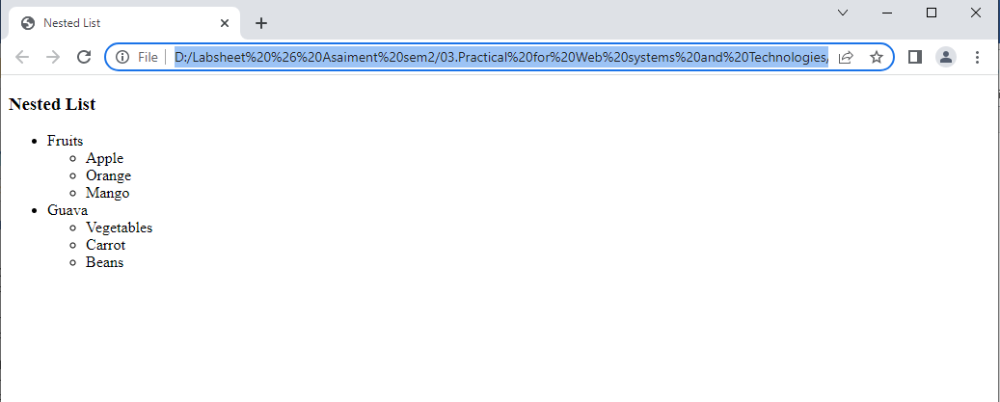 Nested List
File D:/Labsheet%20%26%20Asaiment%20sem2/03.Practical%20for%20Web%20systems%20and%20Technologies/
Nested List
Fruits
Apple
Orange
Mango
Guava
Vegetables
Carrot
Beans